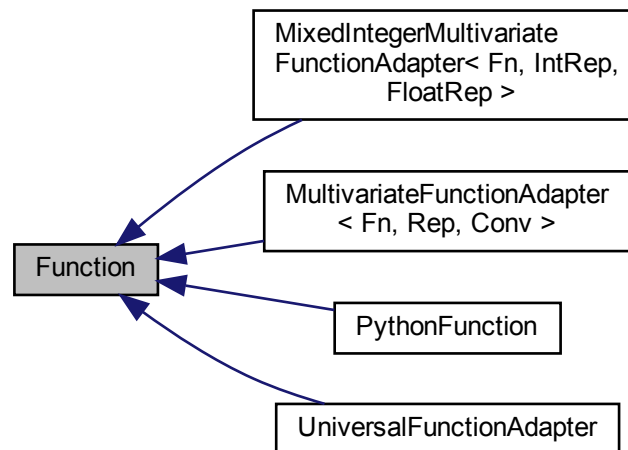 MixedIntegerMultivariate
FunctionAdapter< Fn, IntRep,
FloatRep >
MultivariateFunctionAdapter
< Fn, Rep, Conv >
Function
PythonFunction
UniversalFunctionAdapter